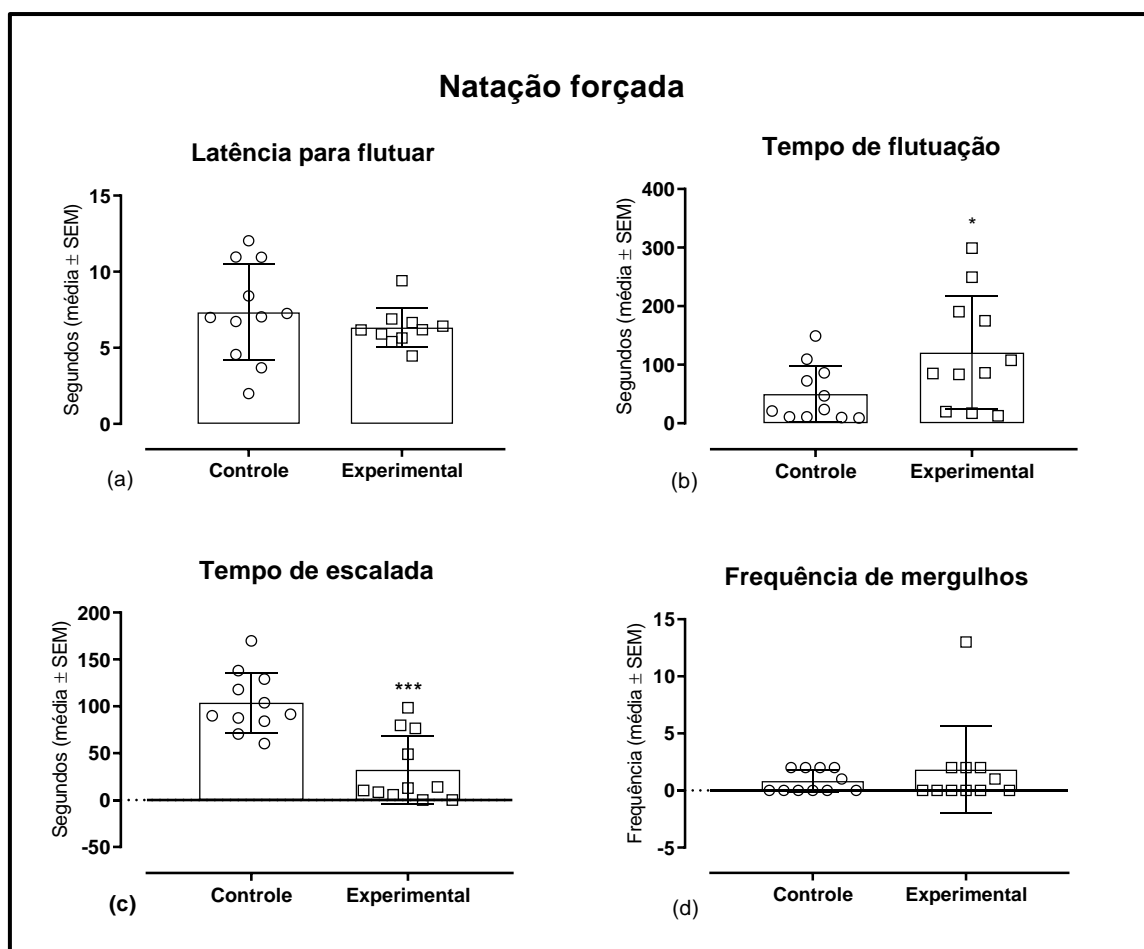 Natação forçada
Latência para flutuar
Segundos (média ± SEM)
15
10
5
0
Controle
Experimental
(a)
Tempo de flutuação
Segundos (média ± SEM)
400
300
200
100
0
*
Controle
Experimental
(b)
Tempo de escalada
Segundos (média ± SEM)
200
150
100
50
0
-50
***
Controle
Experimental
(c)
Frequência de mergulhos
Frequência (média ± SEM)
15
10
5
0
-5
Controle
Experimental
(d)